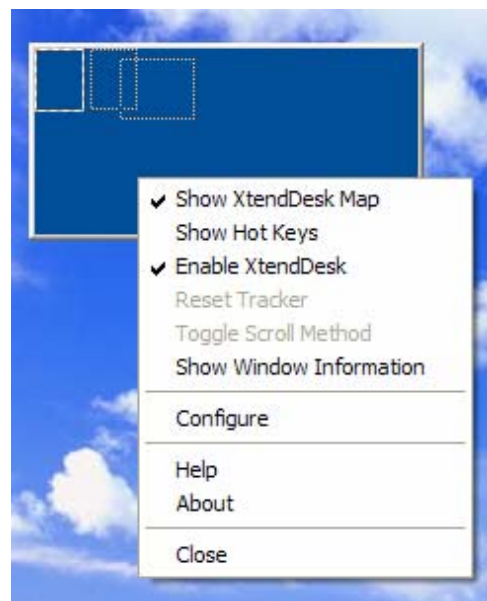 Show XtendDesk Map
Show Hot Keys
Enable XtendDesk
Reset Tracker
Toggle Scroll Method
Show Window Information
Configure
Help
About
Close